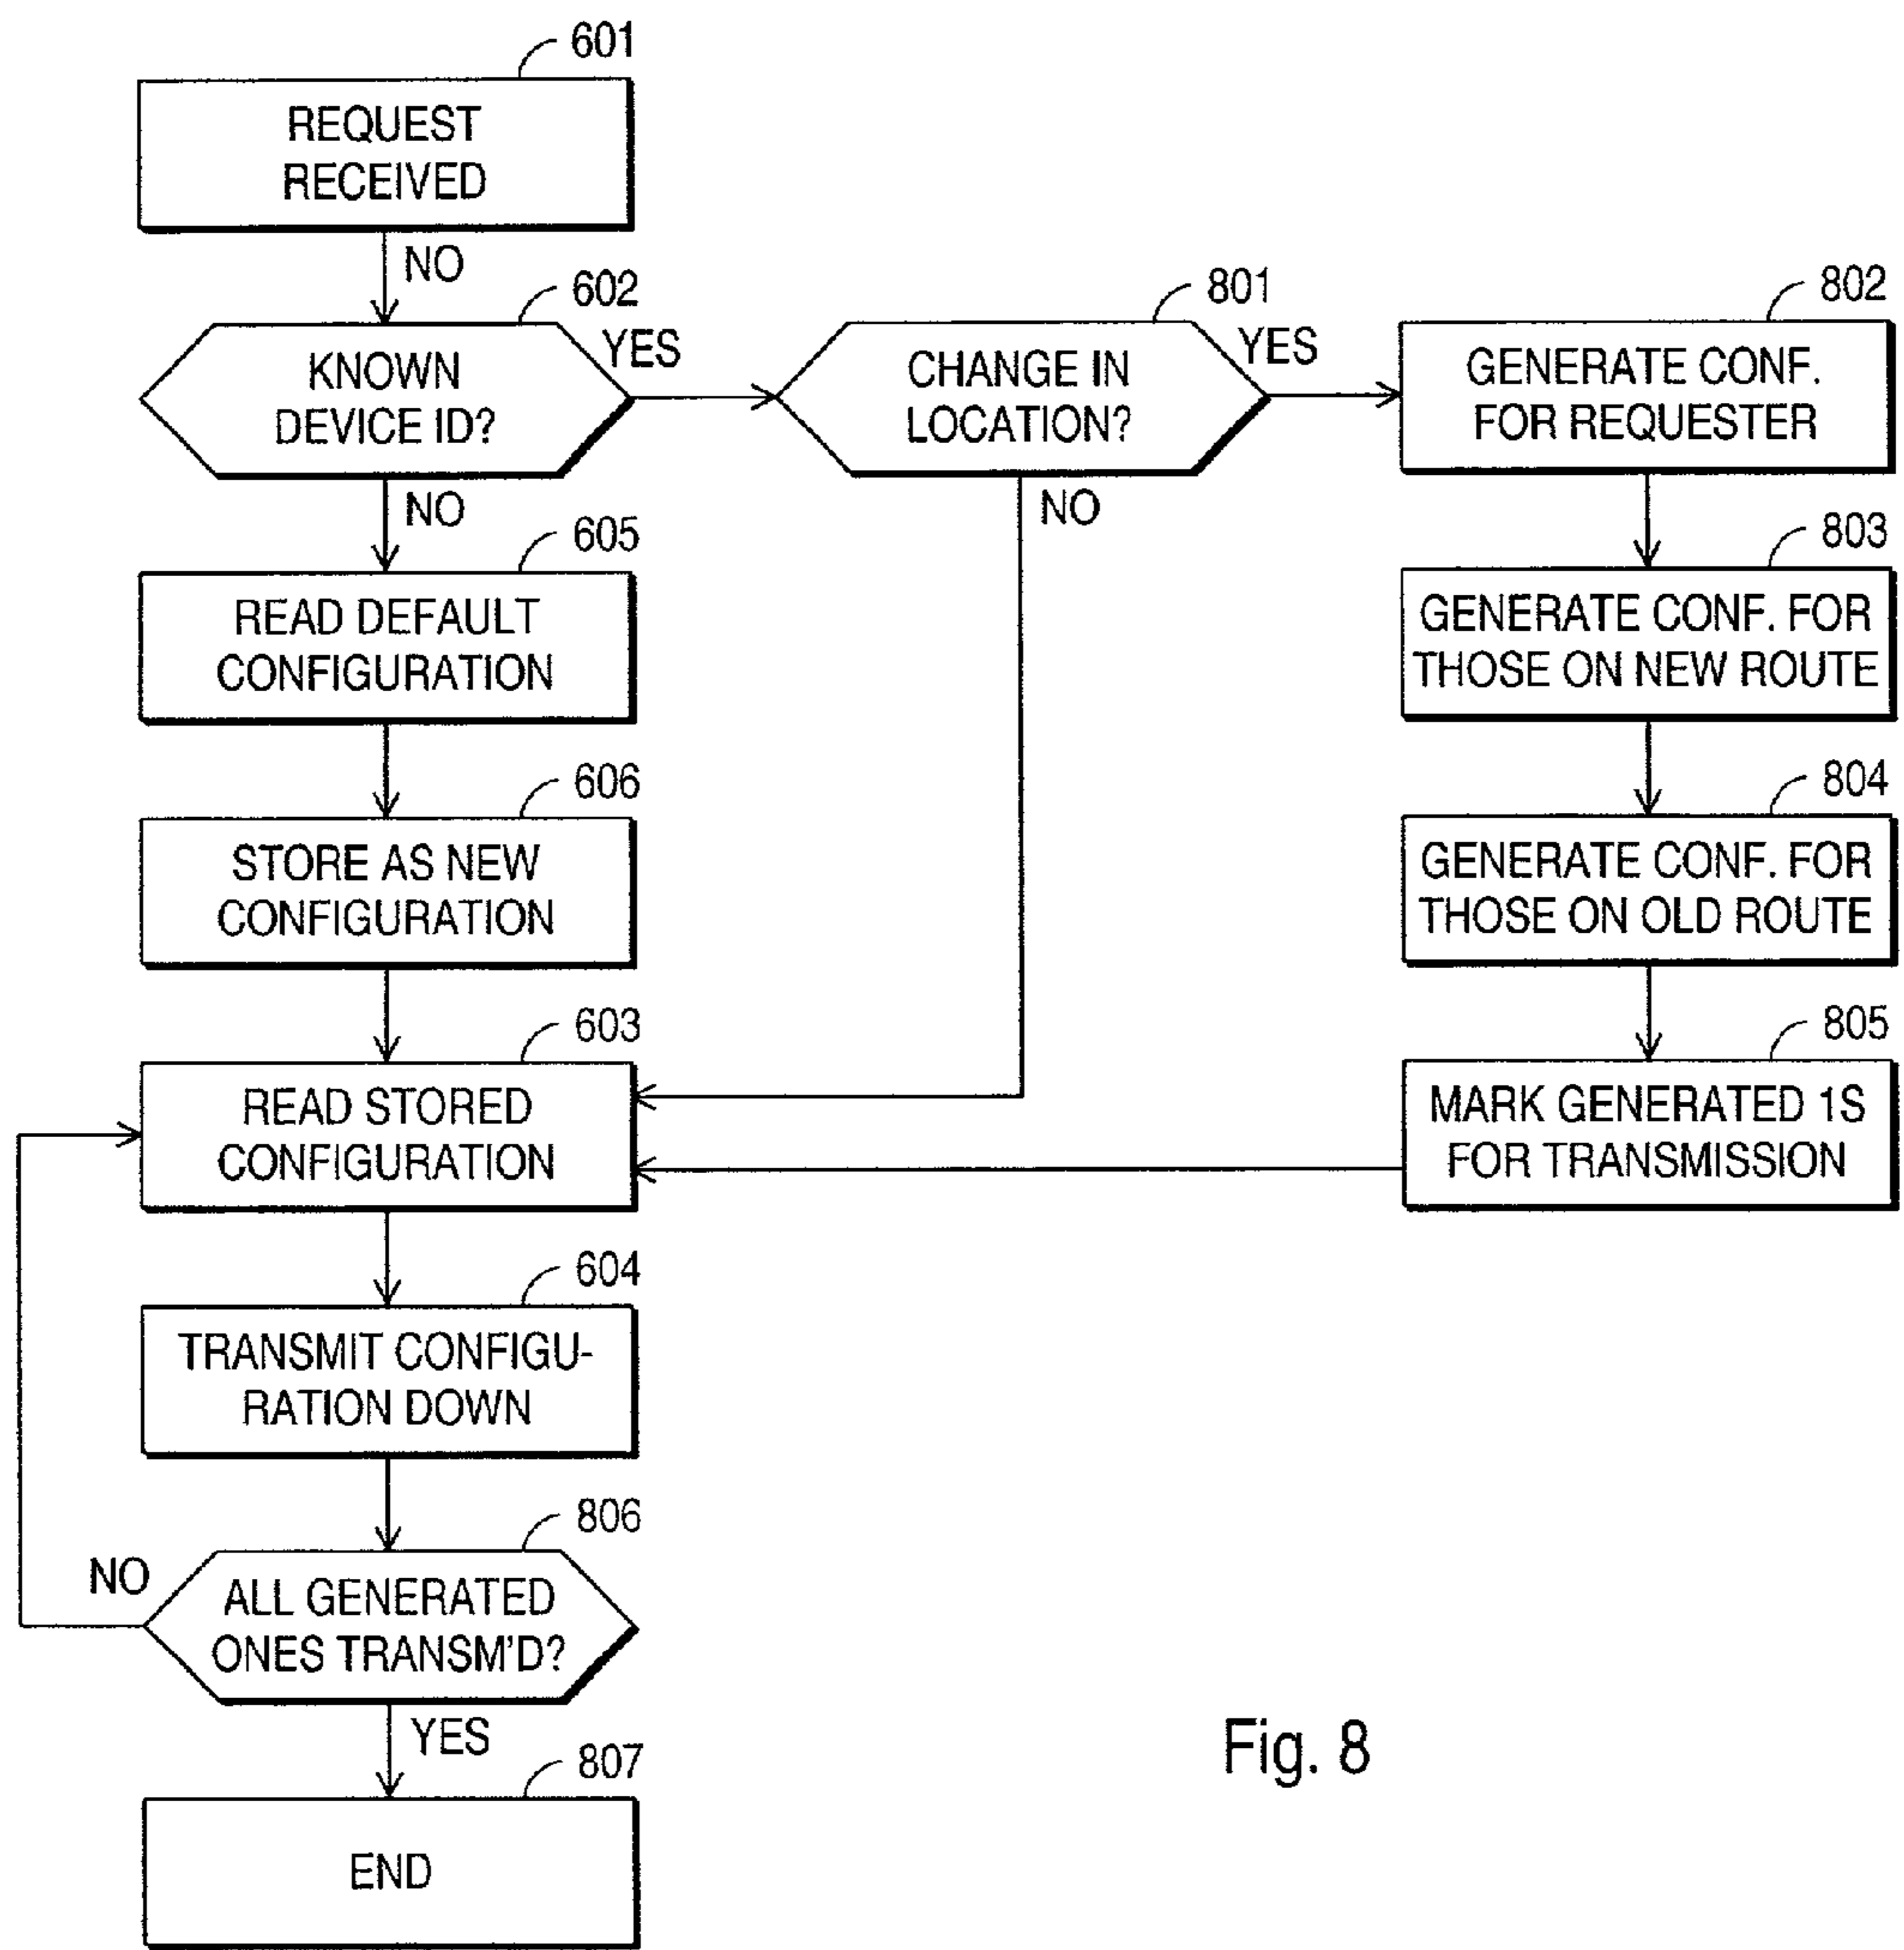 601
REQUEST
RECEIVED
NO
602
KNOWN
DEVICE ID?
YES
801
CHANGE IN
LOCATION?
YES
802
GENERATE CONF.
FOR REQUESTER
NO
NO
605
READ DEFAULT
CONFIGURATION
803
GENERATE CONF. FOR
THOSE ON NEW ROUTE
606
STORE AS NEW
CONFIGURATION
804
GENERATE CONF. FOR
THOSE ON OLD ROUTE
603
READ STORED
CONFIGURATION
805
MARK GENERATED 1S
FOR TRANSMISSION
604
TRANSMIT CONFIGU-
RATION DOWN
806
NO
ALL GENERATED
ONES TRANSM'D?
YES
807
END
Fig. 8